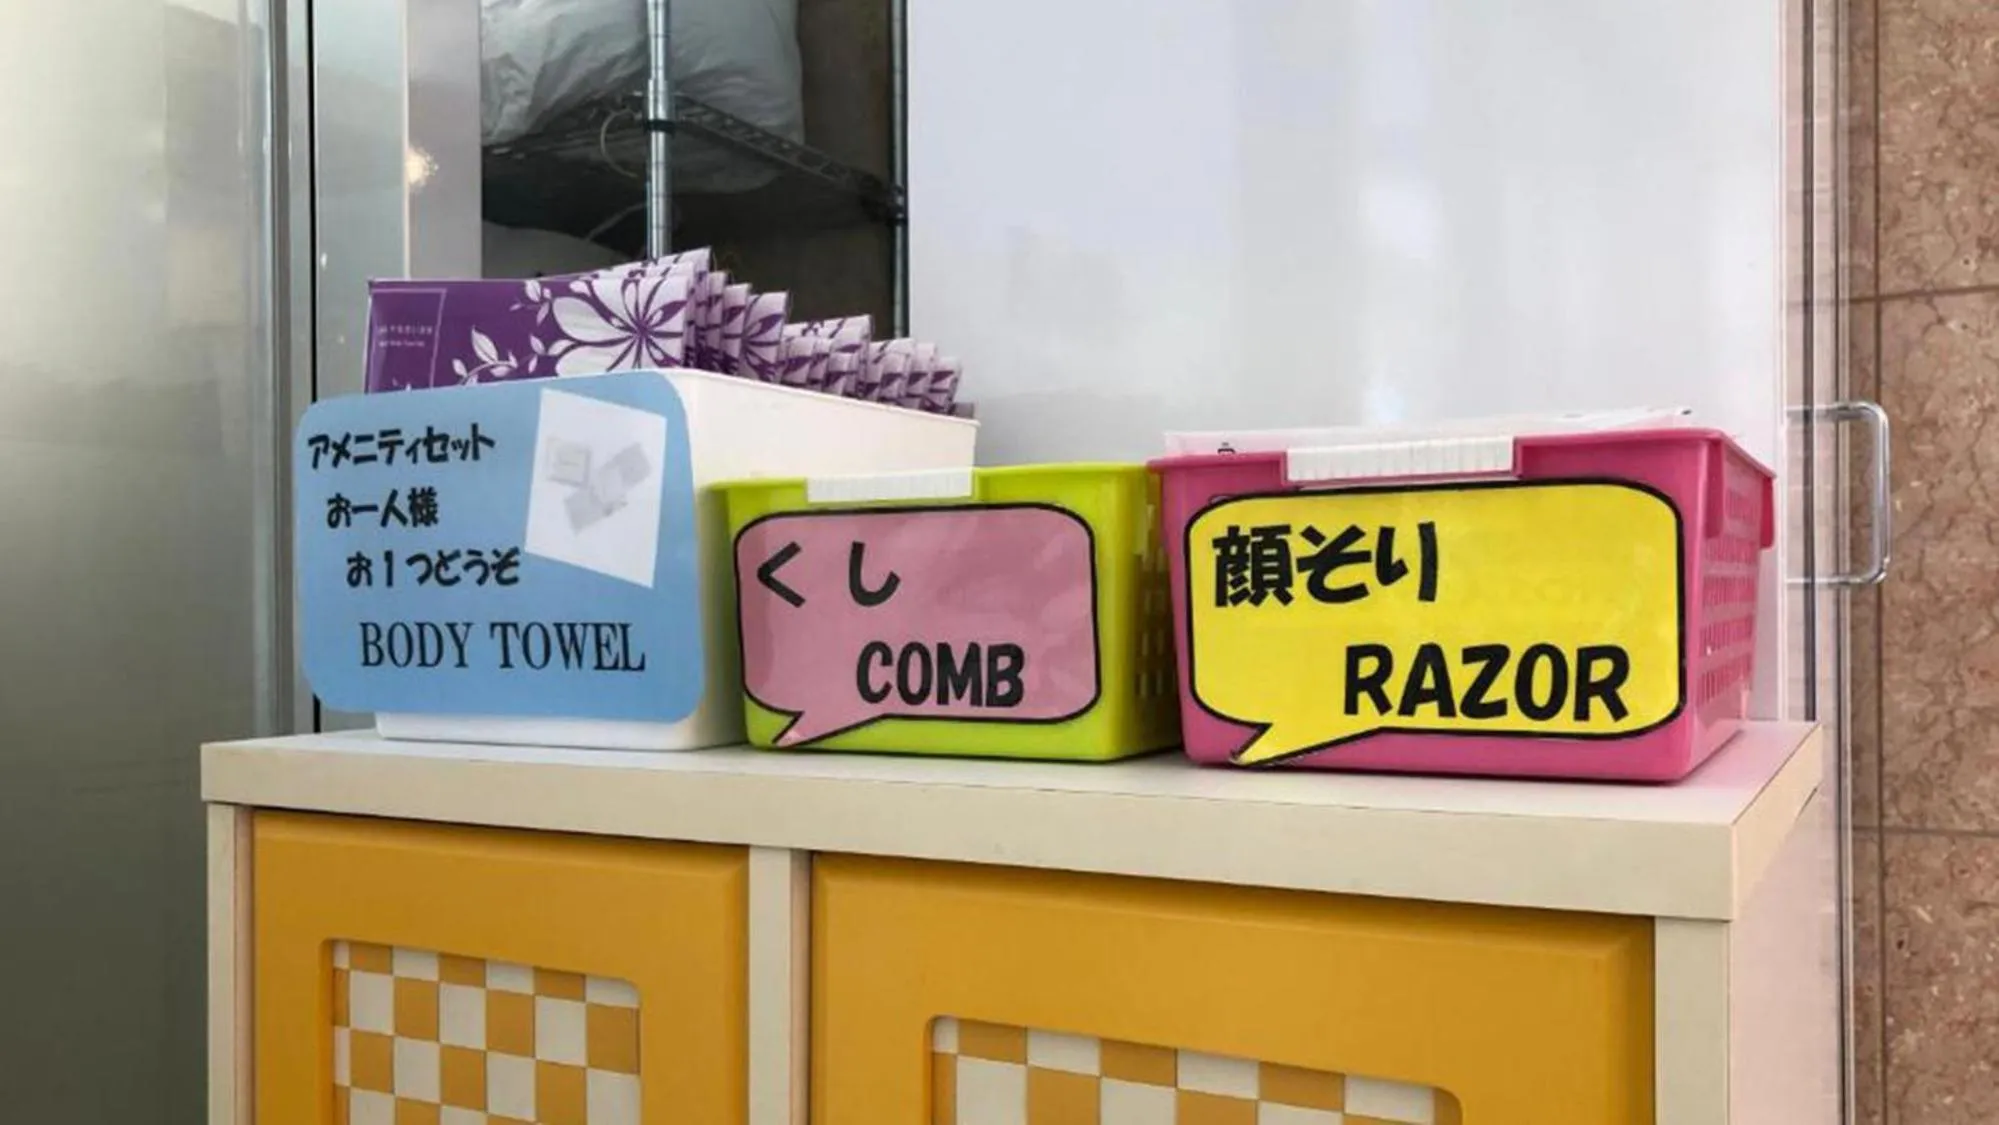 アメニティセット
お一人様
お1つどうぞ
BODY TOWEL
くし
COMB
顔そり
RAZOR